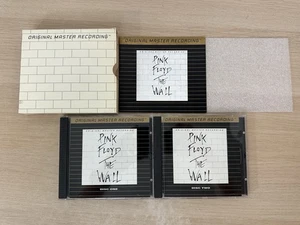 ORIGINAL MASTER RECORDING
ORIGINAL MASTER RECORDING
PINK
FLOYD
THE
WALL
ORIGINAL MASTER RECORDING
PINK
FLOYD
THE
WALL
ORIGINAL MASTER RECORDING
PINK
FLOYD
THE
WALL